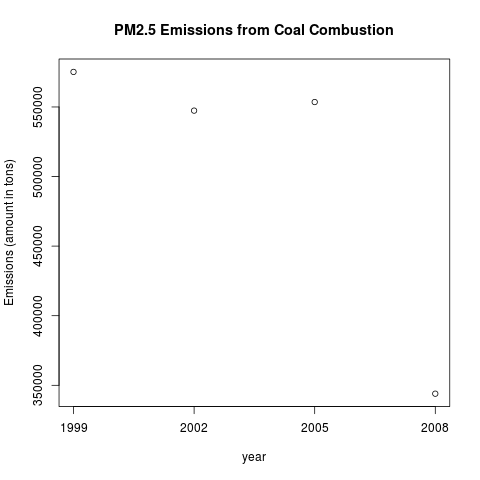 PM2.5 Emissions from Coal Combustion
Emissions (amount in tons)
550000
500000
450000
400000
350000
1999 2002 2005 2008
year